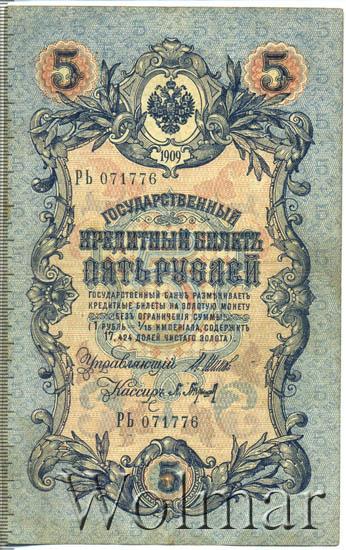 5 5
1909
РЬ 071776
ГОСУДАРСТВЕННЫЙ
КРЕДИТНЫЙ БИЛЕТЪ
ПЯТЬ РУБЛЕЙ
ГОСУДАРСТВЕННЫЙ БАНКЪ РАЗМѢНИВАЕТЪ
КРЕДИТНЫЕ БИЛЕТЫ НА ЗОЛОТУЮ МОНЕТУ
БЕЗЪ ОГРАНИЧЕНІЯ СУММЫ
(1 РУБЛЬ = 1/15 ИМПЕРІАЛА, СОДЕРЖИТЪ
17,424 ДОЛЕЙ ЧИСТАГО ЗОЛОТА).
Управляющій
Кассиръ
РЬ 071776
5
Wolmar